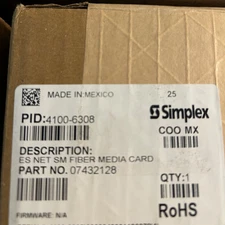 MADE IN: MEXICO
25
PID:4100-6308
Simplex
COO MX
DESCRIPTION:
ES NET SM FIBER MEDIA CARD
PART NO. 07432128
QTY:1
FIRMWARE: N/A
RoHS